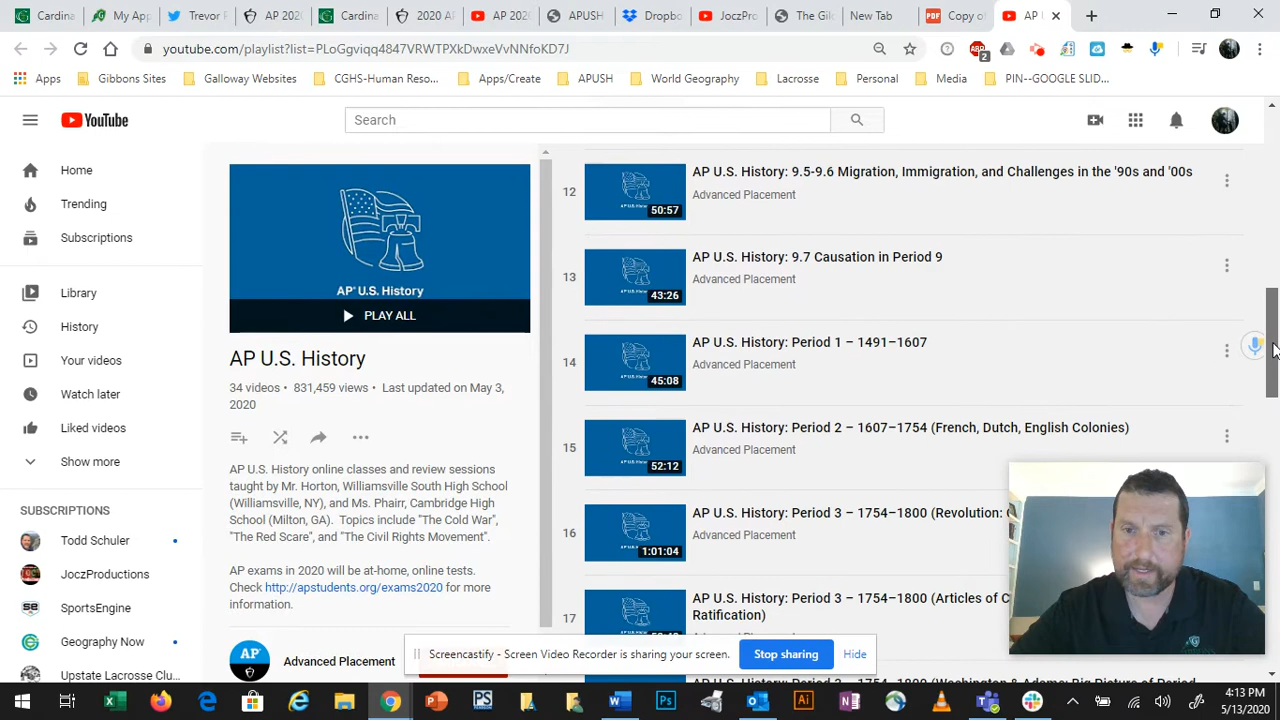 Cardina
My App
Trevor F
AP 20
Cardina
2020 A
AP 202
APUSH
Dropbo
JoczPro
The Gil
New Tab
Copy of
AP U
youtube.com/playlist?list=PLoGgviqq4847VRWTPXkDwxeVvNNfoKD7J
2
Apps
Gibbons Sites
Galloway Websites
CGHS-Human Reso...
Apps/Create
APUSH
World Geography
Lacrosse
Personal
Media
PIN--GOOGLE SLID...
YouTube
Search
Home
Trending
Subscriptions
Library
History
Your videos
Watch later
Liked videos
Show more
SUBSCRIPTIONS
Todd Schuler
JoczProductions
SportsEngine
Geography Now
Upstate Lacrosse Clu...
AP U.S. History
PLAY ALL
AP U.S. History
34 videos • 831,459 views • Last updated on May 3,
2020
AP U.S. History online classes and review sessions
taught by Mr. Horton, Williamsville South High School
(Williamsville, NY), and Ms. Phairr, Cambridge High
School (Milton, GA). Topics include "The Cold War",
"The Red Scare", and "The Civil Rights Movement".
AP exams in 2020 will be at-home, online tests.
Check http://apstudents.org/exams2020 for more
information.
AP
Advanced Placement
12
50:57
AP U.S. History: 9.5-9.6 Migration, Immigration, and Challenges in the '90s and '00s
Advanced Placement
13
43:26
AP U.S. History: 9.7 Causation in Period 9
Advanced Placement
14
45:08
AP U.S. History: Period 1 – 1491–1607
Advanced Placement
15
52:12
AP U.S. History: Period 2 – 1607–1754 (French, Dutch, English Colonies)
Advanced Placement
16
1:01:04
AP U.S. History: Period 3 – 1754–1800 (Revolution:
Advanced Placement
17
AP U.S. History: Period 3 – 1754–1800 (Articles of C
Ratification)
Screencastify - Screen Video Recorder is sharing your screen.
Stop sharing
Hide
4:13 PM
5/13/2020